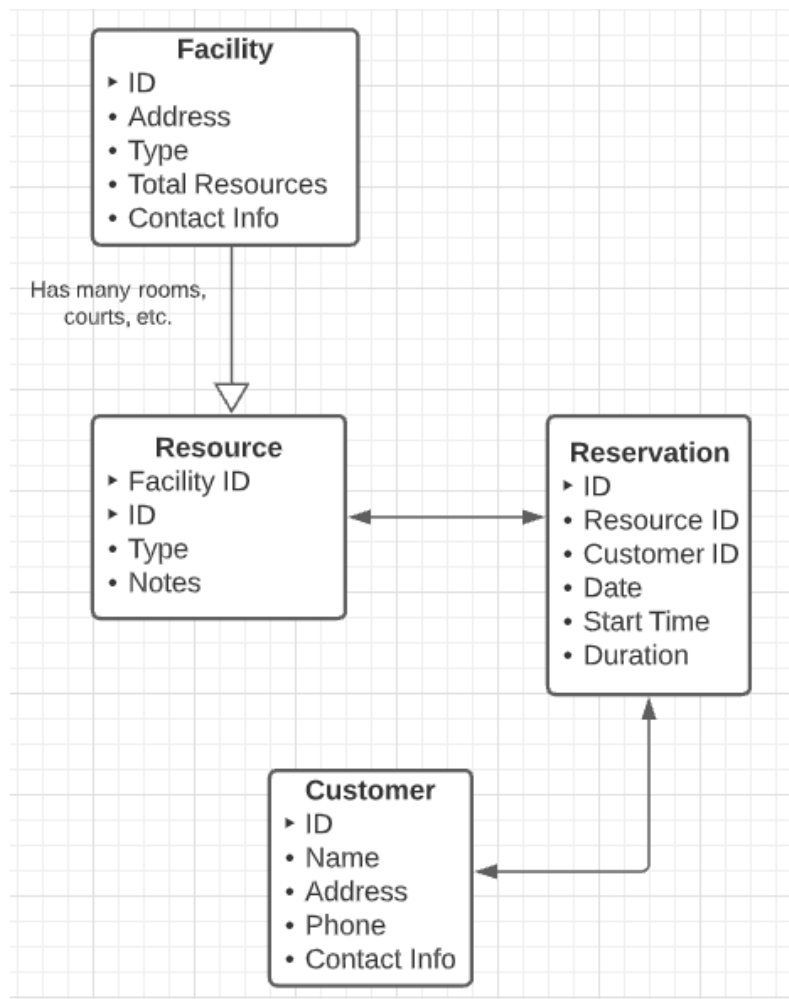 Facility
‣ ID
• Address
• Type
• Total Resources
• Contact Info
Has many rooms,
courts, etc.
Resource
‣ Facility ID
‣ ID
• Type
• Notes
Reservation
‣ ID
• Resource ID
• Customer ID
• Date
• Start Time
• Duration
Customer
‣ ID
• Name
• Address
• Phone
• Contact Info